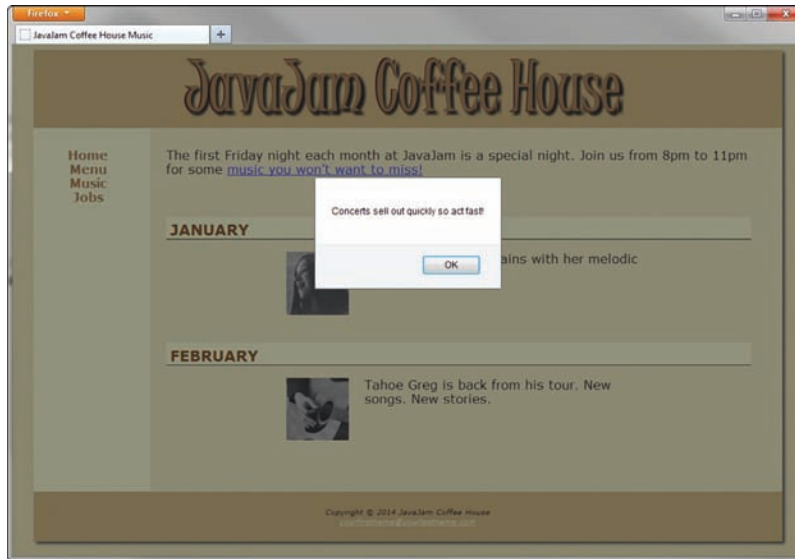 Firefox
JavaJam Coffee House Music
+
JavaJam Coffee House
Home
Menu
Music
Jobs
The first Friday night each month at JavaJam is a special night. Join us from 8pm to 11pm
for some music you won't want to miss!
Concerts sell out quickly so act fast!
OK
JANUARY
ains with her melodic
FEBRUARY
Tahoe Greg is back from his tour. New
songs. New stories.
Copyright © 2014 JavaJam Coffee House